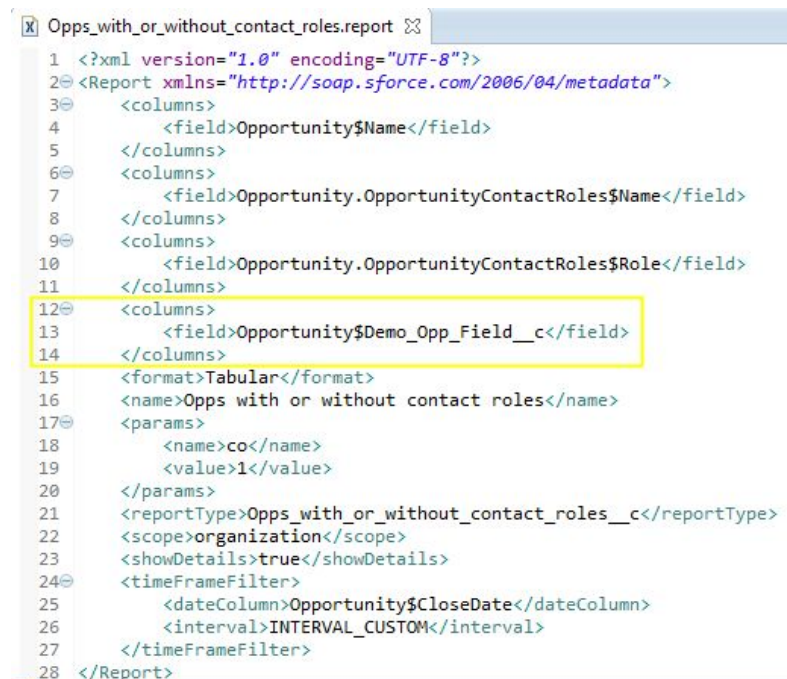 Opps_with_or_without_contact_roles.report
1 <?xml version="1.0" encoding="UTF-8"?>
2 <Report xmlns="http://soap.sforce.com/2006/04/metadata">
3 <columns>
4 <field>Opportunity$Name</field>
5 </columns>
6 <columns>
7 <field>Opportunity.OpportunityContactRoles$Name</field>
8 </columns>
9 <columns>
10 <field>Opportunity.OpportunityContactRoles$Role</field>
11 </columns>
12 <columns>
13 <field>Opportunity$Demo_Opp_Field__c</field>
14 </columns>
15 <format>Tabular</format>
16 <name>Opps with or without contact roles</name>
17 <params>
18 <name>co</name>
19 <value>1</value>
20 </params>
21 <reportType>Opps_with_or_without_contact_roles__c</reportType>
22 <scope>organization</scope>
23 <showDetails>true</showDetails>
24 <timeFrameFilter>
25 <dateColumn>Opportunity$CloseDate</dateColumn>
26 <interval>INTERVAL_CUSTOM</interval>
27 </timeFrameFilter>
28 </Report>